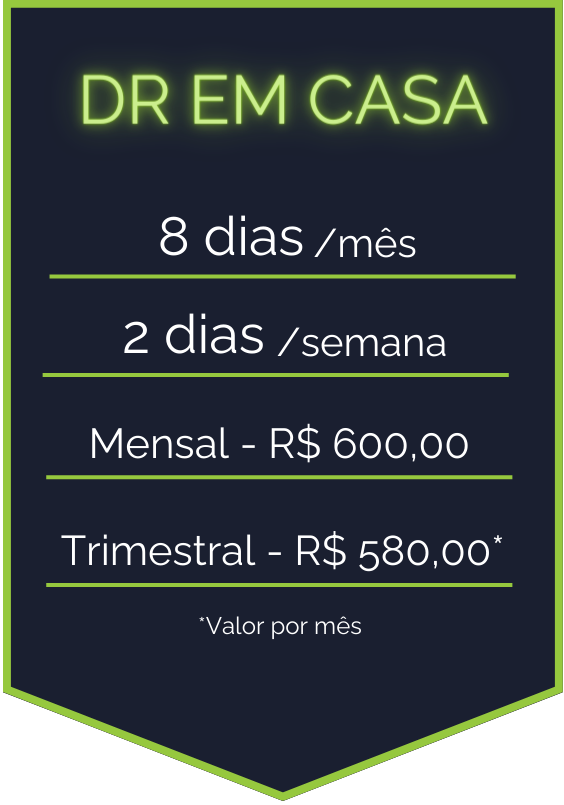 DR EM CASA
8 dias /mês
2 dias /semana
Mensal - R$ 600,00
Trimestral - R$ 580,00*
*Valor por mês